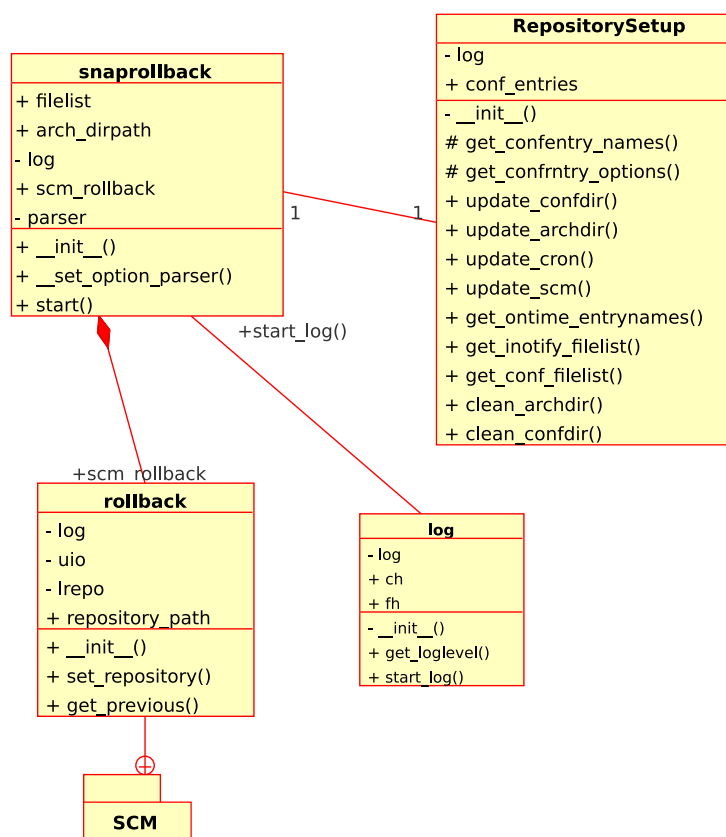 RepositorySetup
- log
+ conf_entries
- __init__()
# get_confentry_names()
# get_confrntry_options()
+ update_confdir()
+ update_archdir()
+ update_cron()
+ update_scm()
+ get_ontime_entrynames()
+ get_inotify_filelist()
+ get_conf_filelist()
+ clean_archdir()
+ clean_confdir()
snaprollback
+ filelist
+ arch_dirpath
- log
+ scm_rollback
- parser
+ __init__()
+ __set_option_parser()
+ start()
1
1
+start_log()
+scm_rollback
rollback
- log
- uio
- lrepo
+ repository_path
+ __init__()
+ set_repository()
+ get_previous()
log
- log
+ ch
+ fh
- __init__()
+ get_loglevel()
+ start_log()
SCM